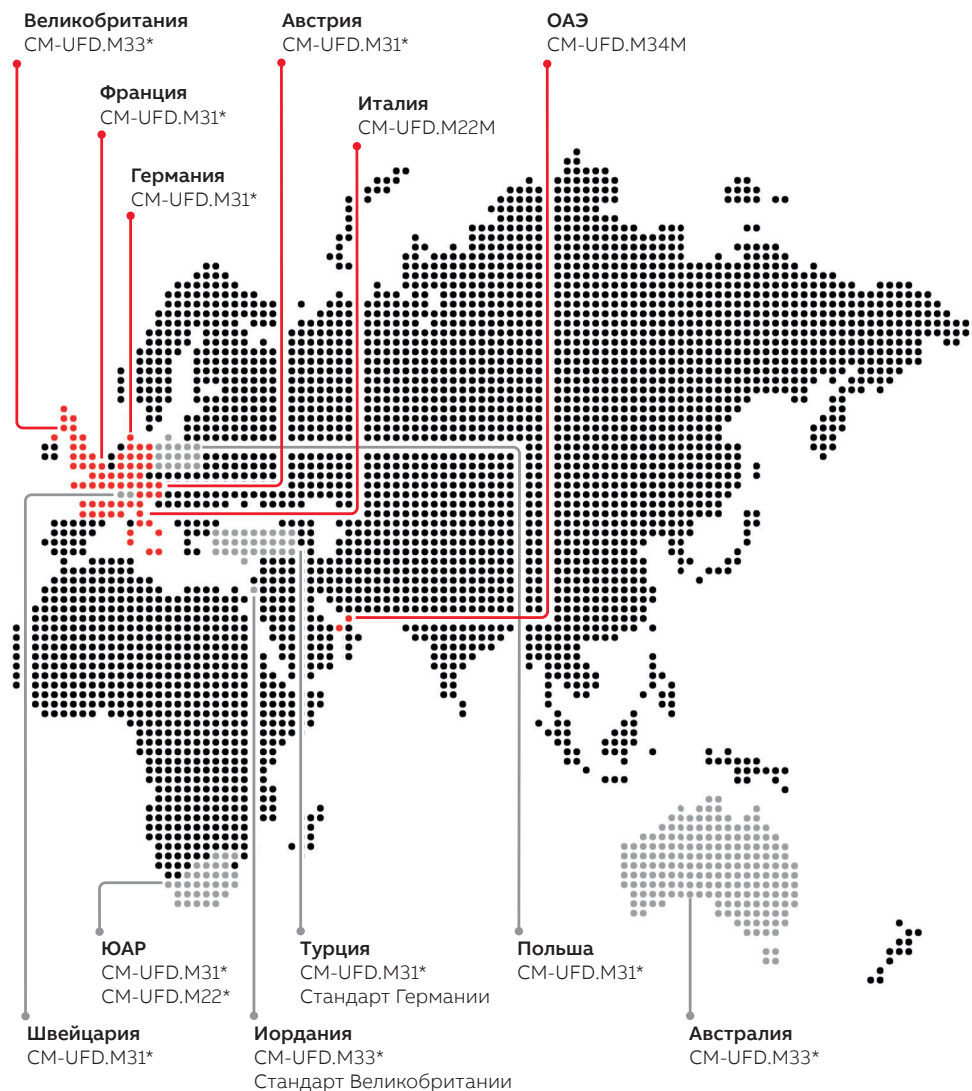 Великобритания
CM-UFD.M33*
Австрия
CM-UFD.M31*
ОАЭ
CM-UFD.M34M
Франция
CM-UFD.M31*
Италия
CM-UFD.M22M
Германия
CM-UFD.M31*
ЮАР
CM-UFD.M31*
CM-UFD.M22*
Турция
CM-UFD.M31*
Стандарт Германии
Польша
CM-UFD.M31*
Швейцария
CM-UFD.M31*
Иордания
CM-UFD.M33*
Стандарт Великобритании
Австралия
CM-UFD.M33*